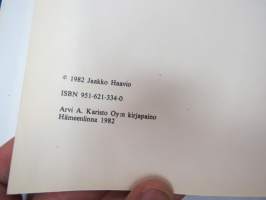 © 1982 Jaakko Haavio
ISBN 951-621-334-0
Arvi A. Karisto Oy:n kirjapaino
Hämeenlinna 1982